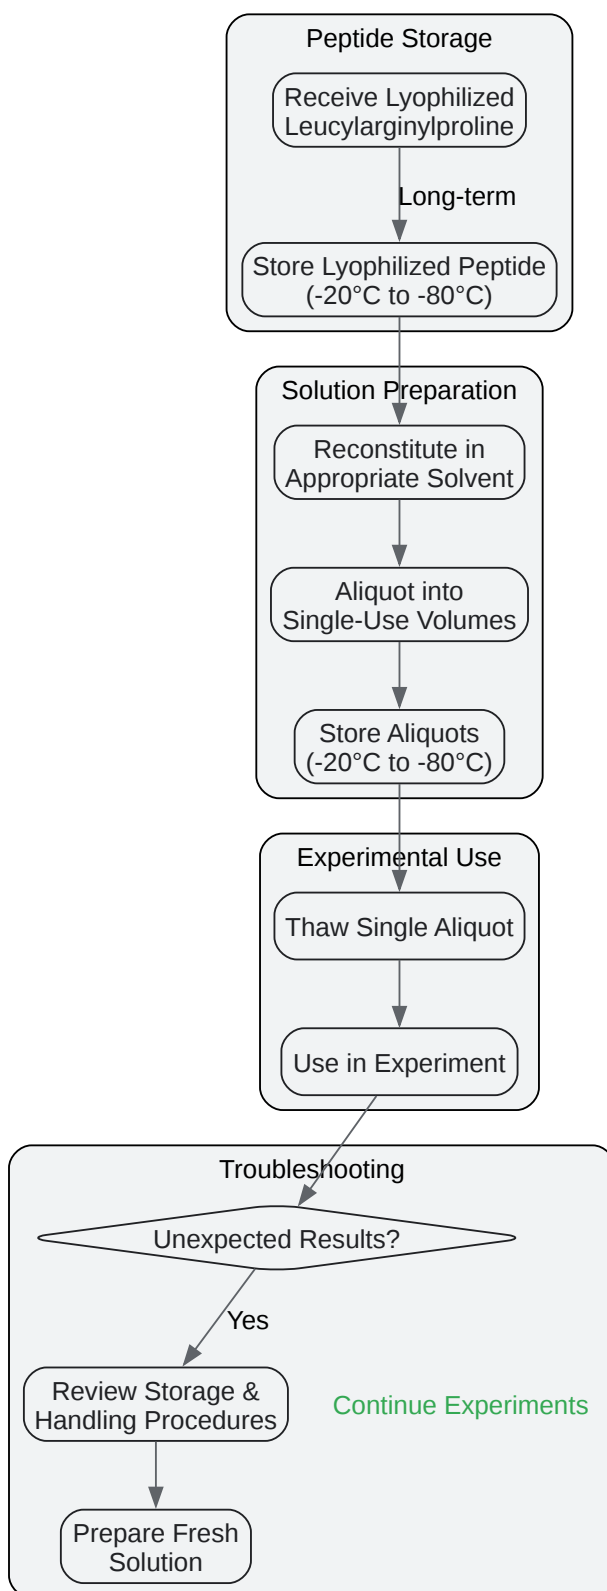 Peptide Storage
Receive Lyophilized
Leucylarginylproline
Long-term
Store Lyophilized Peptide
(-20°C to -80°C)
Solution Preparation
Reconstitute in
Appropriate Solvent
Aliquot into
Single-Use Volumes
Store Aliquots
(-20°C to -80°C)
Experimental Use
Thaw Single Aliquot
Use in Experiment
Troubleshooting
Unexpected Results?
Yes
Review Storage &
Handling Procedures
Continue Experiments
Prepare Fresh
Solution